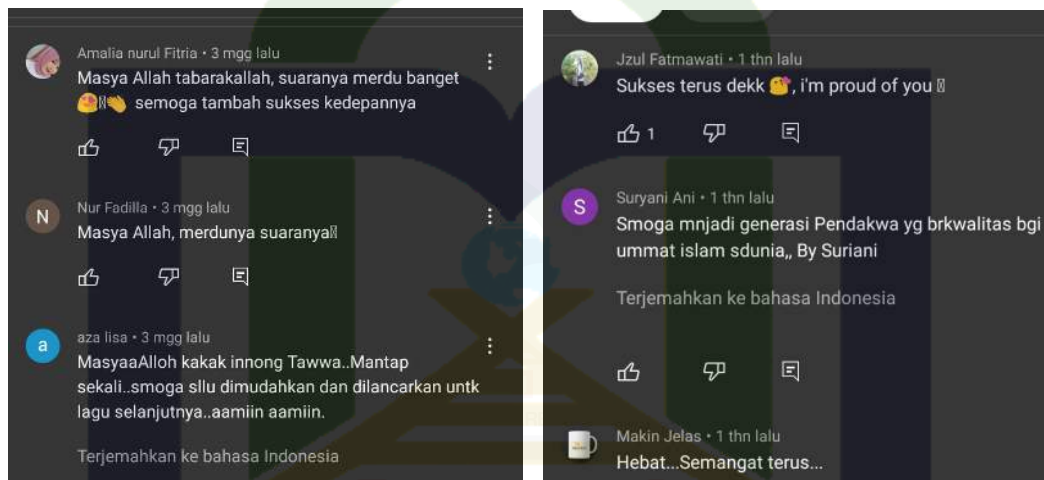 Amalia nurul Fitria • 3 mgg lalu
Masya Allah tabarakallah, suaranya merdu banget
😍👏 semoga tambah sukses kedepannya
N
Nur Fadilla • 3 mgg lalu
Masya Allah, merdunya suaranya
a
aza lisa • 3 mgg lalu
MasyaaAlloh kakak innong Tawwa..Mantap
sekali..smoga sllu dimudahkan dan dilancarkan untk
lagu selanjutnya..aamiin aamiin.
Terjemahkan ke bahasa Indonesia
Jzul Fatmawati • 1 thn lalu
Sukses terus dekk 🥰, i'm proud of you
1
S
Suryani Ani • 1 thn lalu
Smoga mnjadi generasi Pendakwa yg brkwalitas bgi
ummat islam sdunia,, By Suriani
Terjemahkan ke bahasa Indonesia
Makin Jelas • 1 thn lalu
Hebat...Semangat terus...